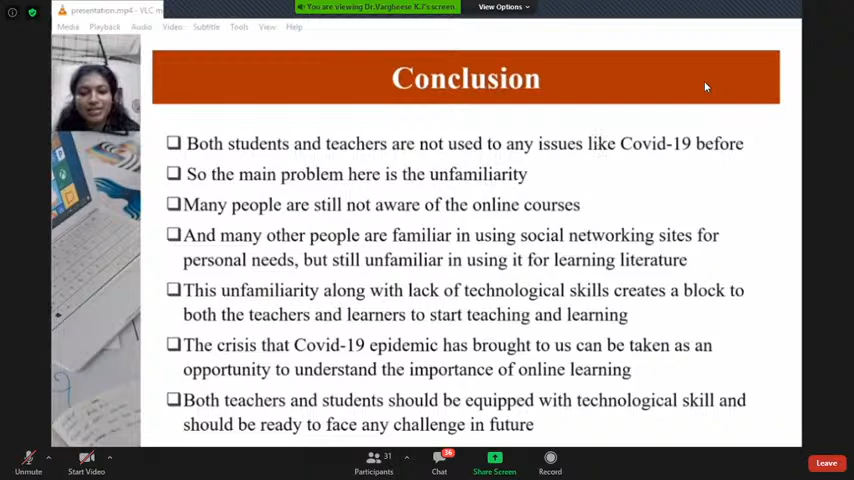 presentation.mp4 - VLC m
You are viewing Dr.Varghese K.J's screen
View Options
Media Playback Audio Video Subtitle Tools View Help
Conclusion
Both students and teachers are not used to any issues like Covid-19 before
So the main problem here is the unfamiliarity
Many people are still not aware of the online courses
And many other people are familiar in using social networking sites for
personal needs, but still unfamiliar in using it for learning literature
This unfamiliarity along with lack of technological skills creates a block to
both the teachers and learners to start teaching and learning
The crisis that Covid-19 epidemic has brought to us can be taken as an
opportunity to understand the importance of online learning
Both teachers and students should be equipped with technological skill and
should be ready to face any challenge in future
31
36
Unmute Start Video Participants Chat Share Screen Record Leave